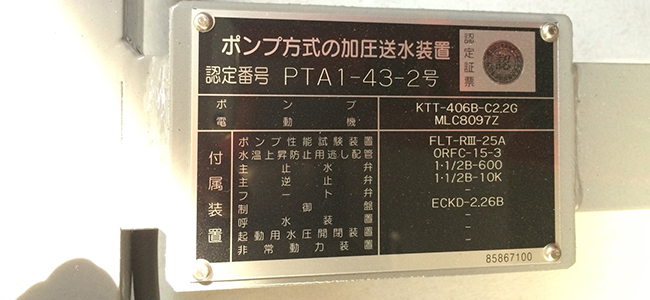 ポンプ方式の加圧送水装置
認定番号 PTA1-43-2号
認定証票
認
ポンプ KTT-406B-C2.2G
電動機 MLC8097Z
付属装置
ポンプ性能試験装置 FLT-RⅢ-25A
水温上昇防止用逃し配管 ORFC-15-3
主止水弁 1·1/2B-600
主逆止弁 1·1/2B-10K
フート弁 -
制御盤 ECKD-2.26B
呼水装置 -
起動用水圧開閉装置
非常動力装置
85867100